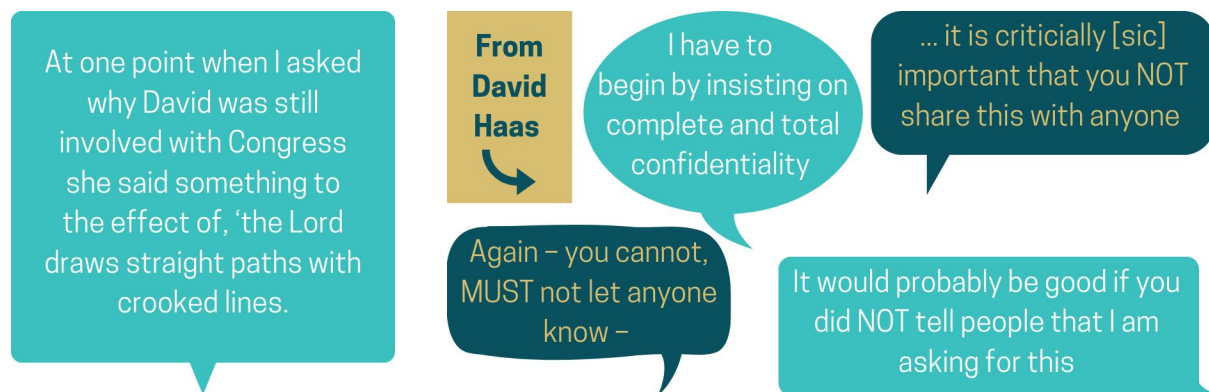 At one point when I asked
why David was still
involved with Congress
she said something to
the effect of, ‘the Lord
draws straight paths with
crooked lines.
From
David
Haas
I have to
begin by insisting on
complete and total
confidentiality
... it is criticially [sic]
important that you NOT
share this with anyone
Again – you cannot,
MUST not let anyone
know –
It would probably be good if you
did NOT tell people that I am
asking for this